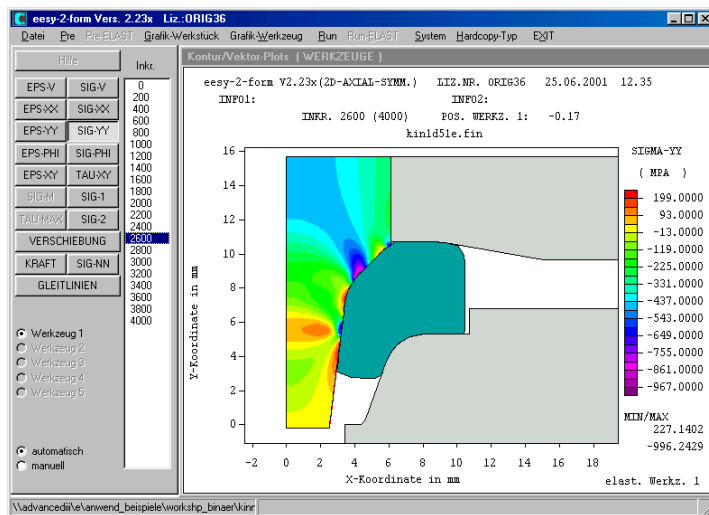 eesy-2-form Vers. 2.23x Liz.:ORIG36
Datei Pre Pre-ELAST Grafik-Werkstück Grafik-Werkzeug Run Run-ELAST System Hardcopy-Typ EXIT
Hilfe
Inkr.
EPS-V SIG-V
EPS-XX SIG-XX
EPS-YY SIG-YY
EPS-PHI SIG-PHI
EPS-XY TAU-XY
SIG-M SIG-1
TAU-MAX SIG-2
VERSCHIEBUNG
KRAFT SIG-NN
GLEITLINIEN
0
200
400
600
800
1000
1200
1400
1600
1800
2000
2200
2400
2600
2800
3000
3200
3400
3600
3800
4000
Werkzeug 1
Werkzeug 2
Werkzeug 3
Werkzeug 4
Werkzeug 5
automatisch
manuell
Kontur/Vektor-Plots ( WERKZEUGE )
eesy-2-form V2.23x(2D-AXIAL-SYMM.) LIZ.NR. ORIG36 25.06.2001 12.35
INFO1: INFO2:
INKR. 2600 (4000) POS. WERKZ. 1: -0.17
kin1d51e.fin
16
14
12
10
8
6
4
2
0
Y-Koordinate in mm
-2 0 2 4 6 8 10 12 14 16 18
X-Koordinate in mm
SIGMA-YY
( MPA )
199.0000
93.0000
-13.0000
-119.0000
-225.0000
-331.0000
-437.0000
-543.0000
-649.0000
-755.0000
-861.0000
-967.0000
MIN/MAX
227.1402
-996.2429
elast. Werkz. 1
\\advancediii\e\anwend_beispiele\workshp_binaer\kinr